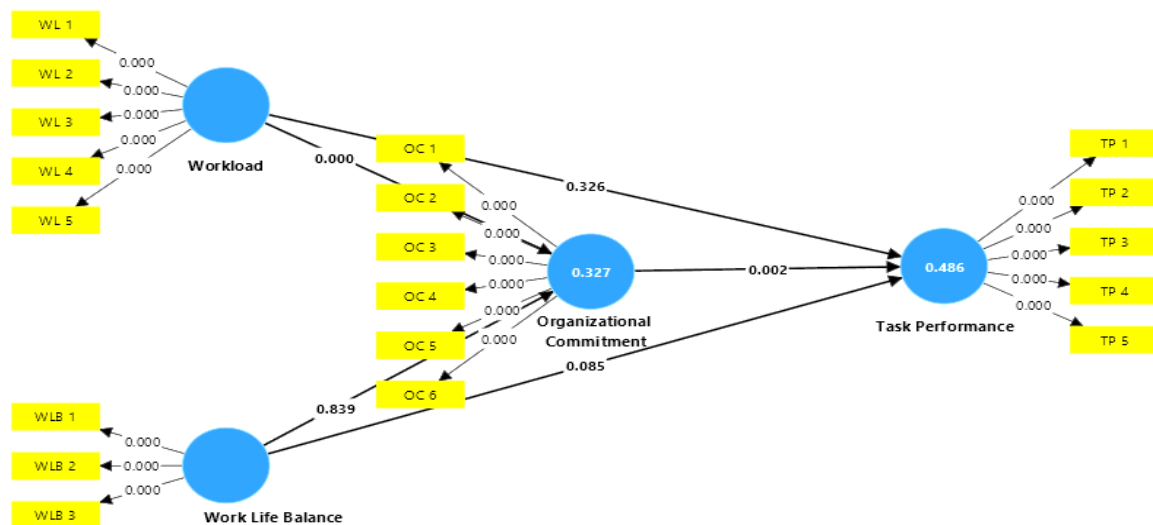 WL 1
0.000
WL 2
0.000
WL 3
0.000
WL 4
0.000
WL 5
0.000
Workload
0.000
0.326
OC 1
0.000
OC 2
0.000
OC 3
0.000
OC 4
0.000
OC 5
0.000
OC 6
0.000
0.327
Organizational
Commitment
0.002
0.085
0.839
WLB 1
0.000
WLB 2
0.000
WLB 3
0.000
Work Life Balance
0.486
Task Performance
TP 1
0.000
TP 2
0.000
TP 3
0.000
TP 4
0.000
TP 5
0.000